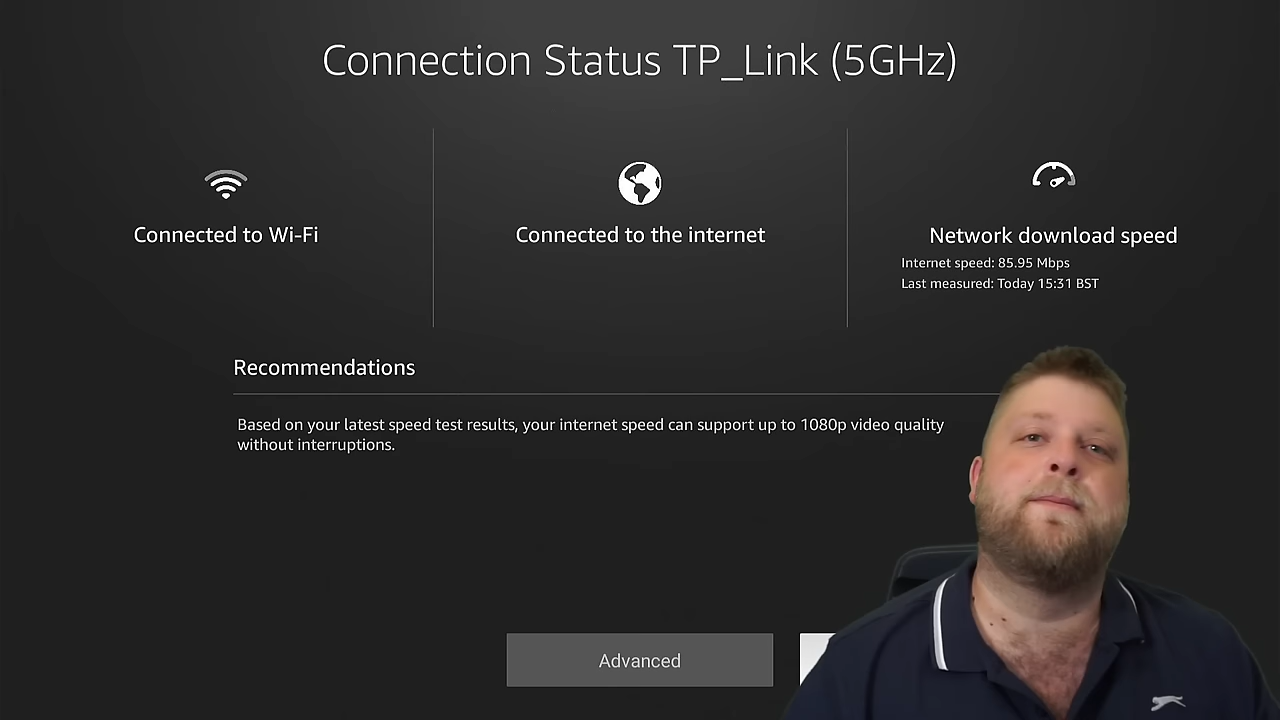 Connection Status TP_Link (5GHz)
Connected to Wi-Fi
Connected to the internet
Network download speed
Internet speed: 85.95 Mbps
Last measured: Today 15:31 BST
Recommendations
Based on your latest speed test results, your internet speed can support up to 1080p video quality
without interruptions.
Advanced